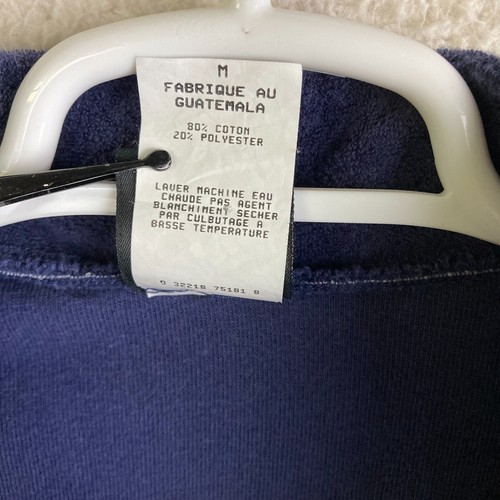 M
FABRIQUE AU
GUATEMALA
80% COTON
20% POLYESTER
LAVER MACHINE EAU
CHAUDE PAS AGENT
BLANCHIMENT SECHER
PAR CULBUTAGE A
BASSE TEMPERATURE
0 32218 75181 8